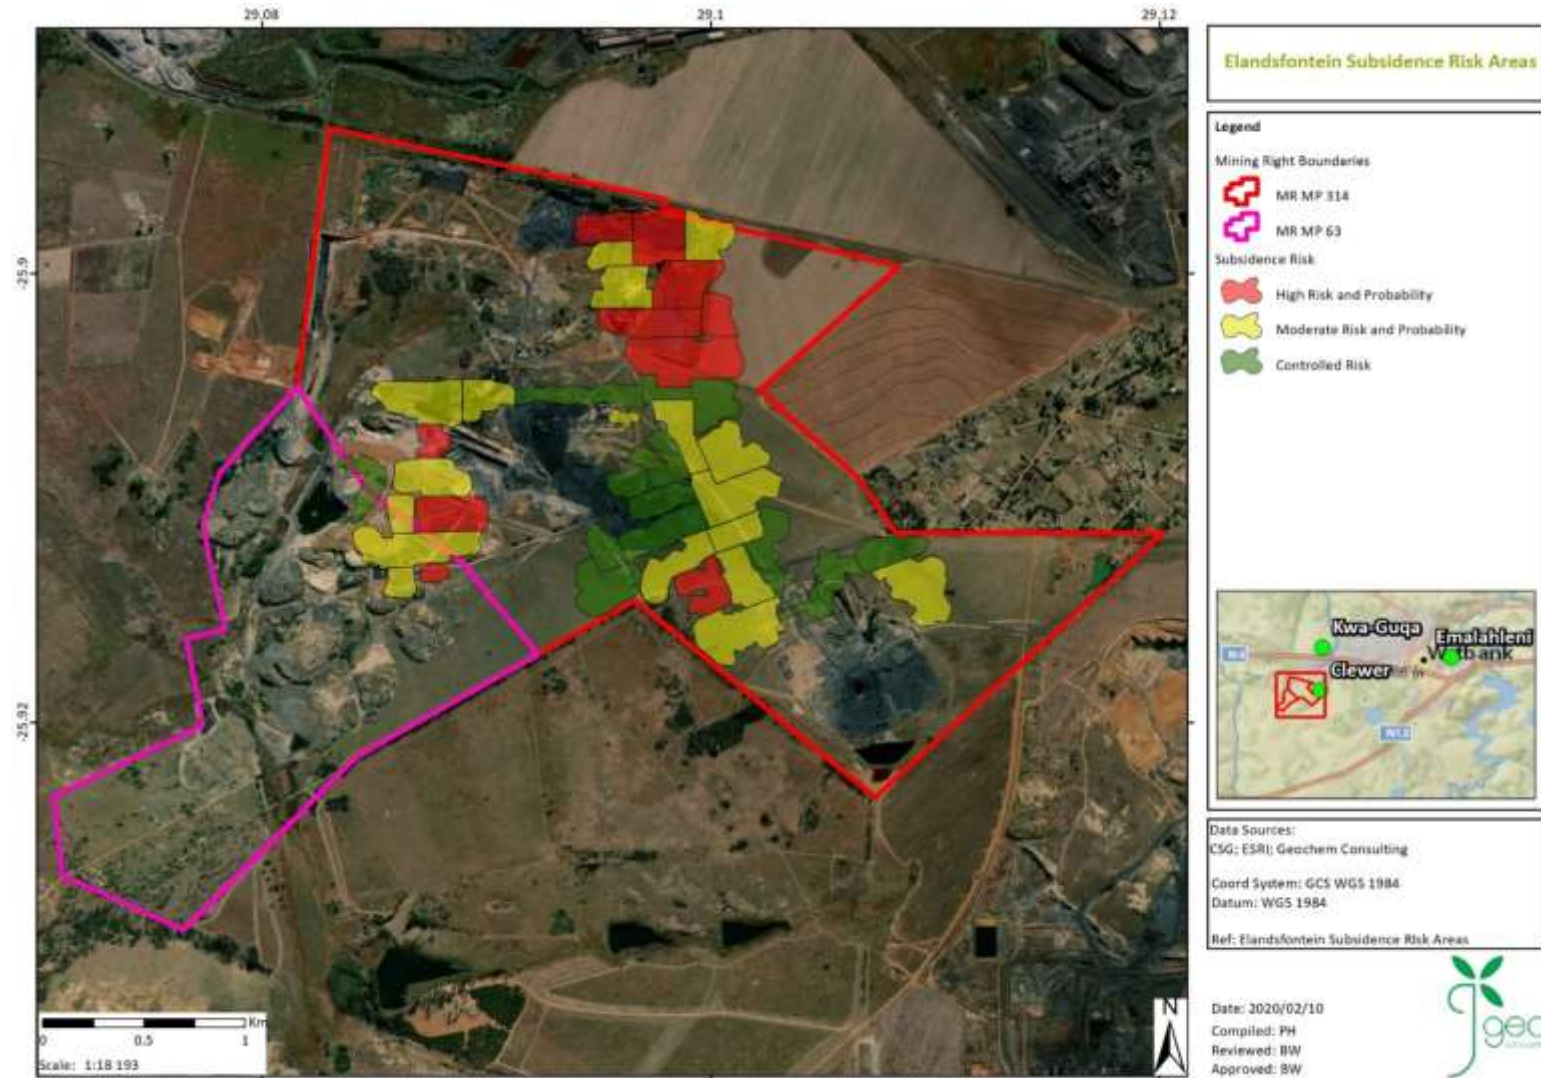 29.08
29.1
29.12
-25.9
-25.92
Elandsfontein Subsidence Risk Areas
Legend
Mining Right Boundaries
MR MP 314
MR MP 63
Subsidence Risk
High Risk and Probability
Moderate Risk and Probability
Controlled Risk
Kwa-Guqa
Emalahleni
Witbank
Clewer
N4
Data Sources:
CSG; ESRI; Geochem Consulting
Coord System: GCS WGS 1984
Datum: WGS 1984
Ref: Elandsfontein Subsidence Risk Areas
Date: 2020/02/10
Compiled: PH
Reviewed: BW
Approved: BW
N
Km
0 0.5 1
Scale: 1:18 193